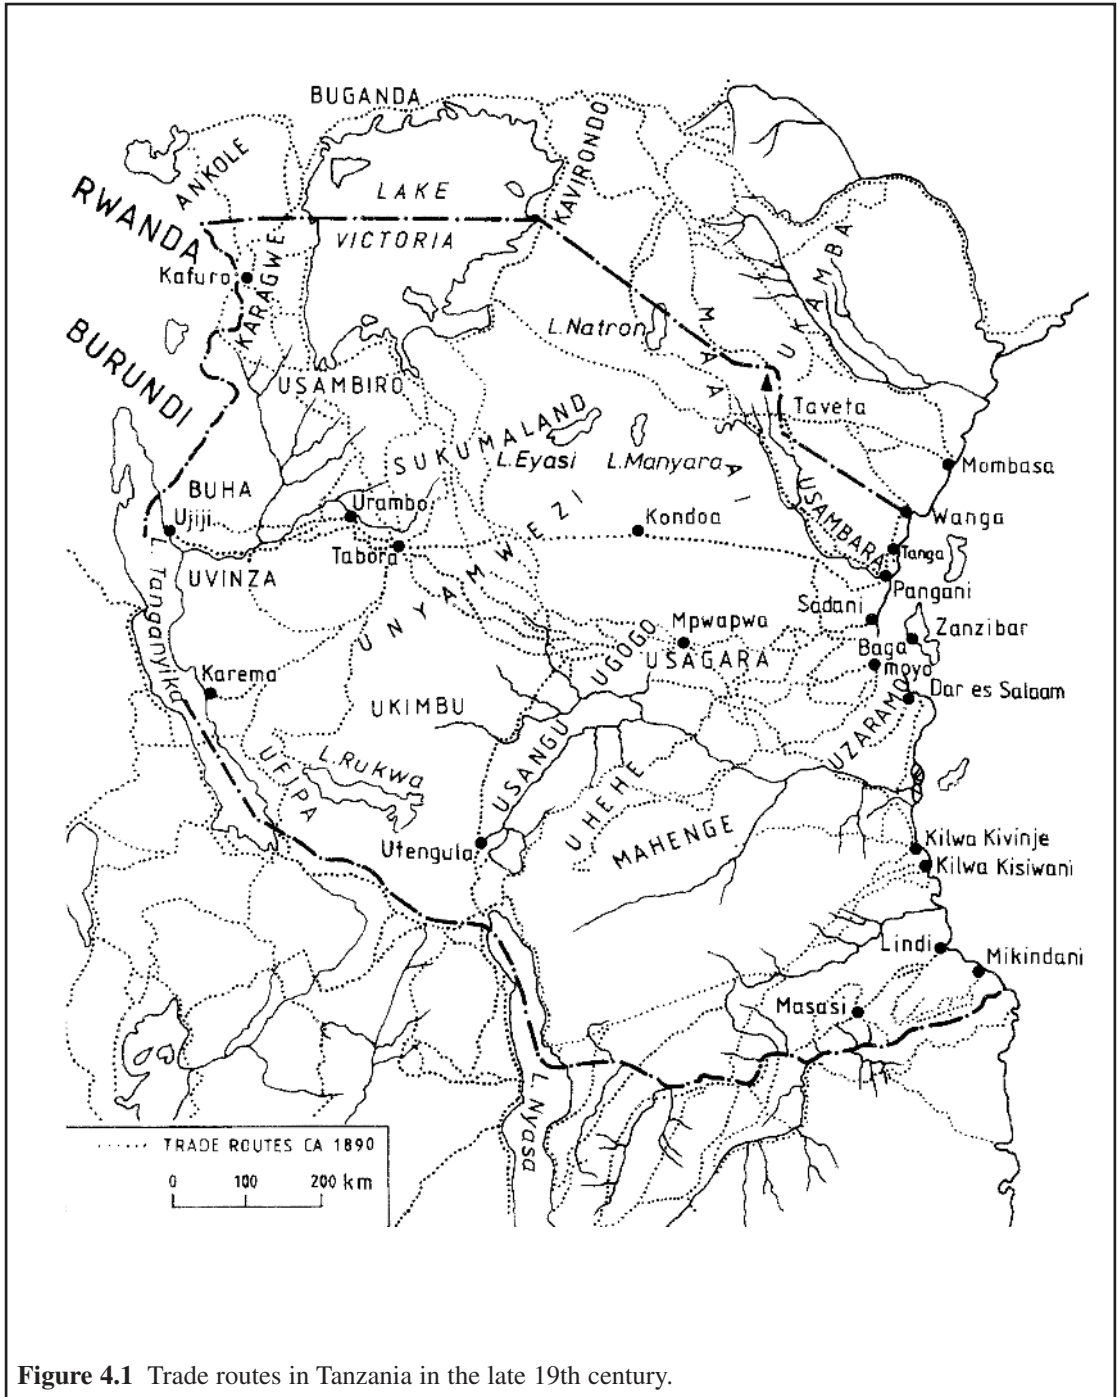 BUGANDA
ANKOLE
RWANDA
LAKE
VICTORIA
KAVIRONDO
Kafuro
KARAGWE
UKAMBA
BURUNDI
L.Natron
MAASAI
USAMBIRO
Taveta
SUKUMALAND
L.Eyasi
L.Manyara
Mombasa
BUHA
Urambo
USAMBARA
Ujiji
Kondoa
Wanga
Tabora
Tanga
UVINZA
UNYAMWEZI
Pangani
L. Tanganyika
Sadani
Mpwapwa
Zanzibar
UGOGO
USAGARA
Baga
moyo
Karema
Dar es Salaam
UKIMBU
UZARAMO
UFIPA
L.Rukwa
USANGU
UHEHE
MAHENGE
Utengula
Kilwa Kivinje
Kilwa Kisiwani
Lindi
Mikindani
Masasi
L. Nyasa
TRADE ROUTES CA 1890
0 100 200 km
Figure 4.1 Trade routes in Tanzania in the late 19th century.